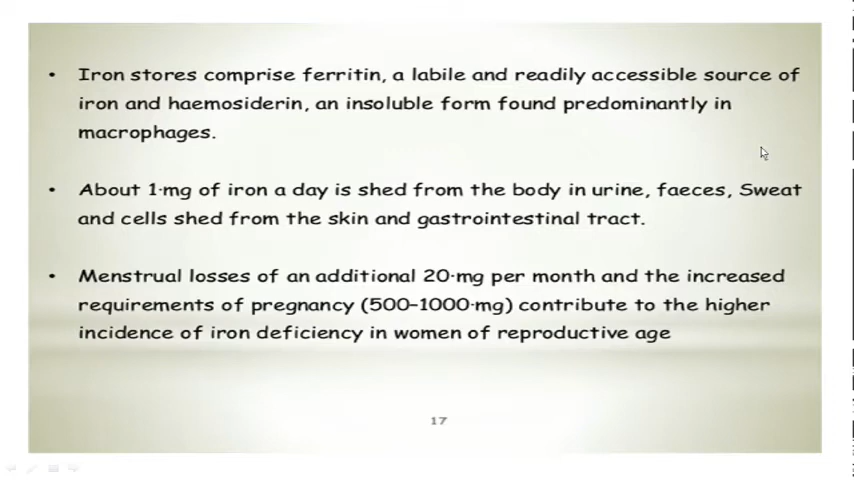 • Iron stores comprise ferritin, a labile and readily accessible source of
iron and haemosiderin, an insoluble form found predominantly in
macrophages.
• About 1·mg of iron a day is shed from the body in urine, faeces, Sweat
and cells shed from the skin and gastrointestinal tract.
• Menstrual losses of an additional 20·mg per month and the increased
requirements of pregnancy (500–1000·mg) contribute to the higher
incidence of iron deficiency in women of reproductive age
17